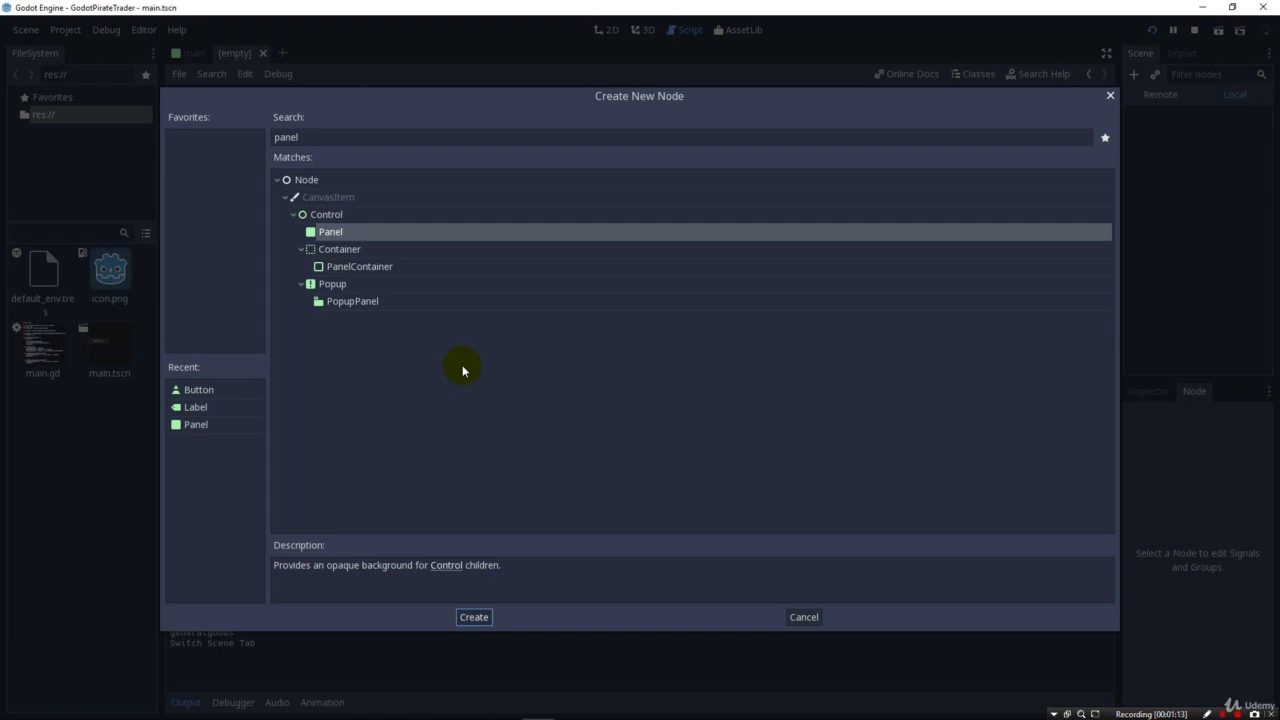 Godot Engine - GodotPirateTrader - main.tscn
Scene Project Debug Editor Help
2D 3D Script AssetLib
FileSystem
main [empty]
Scene Import
res://
File Search Edit Debug
Online Docs Classes Search Help
Filter nodes
Favorites:
res://
Remote Local
Create New Node
Favorites:
Search:
panel
Matches:
Node
CanvasItem
Control
Panel
Container
PanelContainer
Popup
PopupPanel
default_env.tre
s
icon.png
main.gd
main.tscn
Recent:
Button
Label
Panel
Inspector Node
Select a Node to edit Signals
and Groups.
Description:
Provides an opaque background for Control children.
Create
Cancel
generalgoods
Switch Scene Tab
Output Debugger Audio Animation
Udemy
Recording [00:01:13]